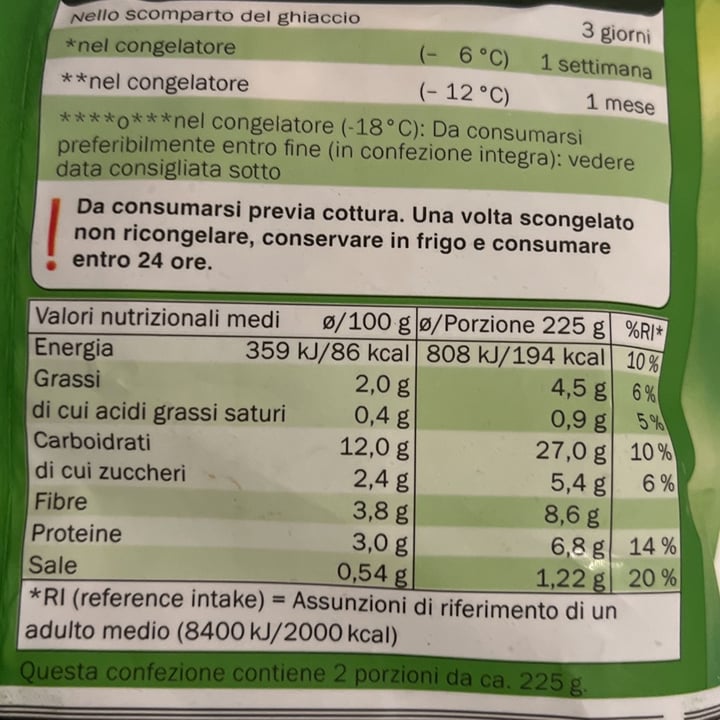 Nello scomparto del ghiaccio 3 giorni
*nel congelatore (- 6 °C) 1 settimana
**nel congelatore (- 12 °C) 1 mese
****o***nel congelatore (-18°C): Da consumarsi
preferibilmente entro fine (in confezione integra): vedere
data consigliata sotto
! Da consumarsi previa cottura. Una volta scongelato
non ricongelare, conservare in frigo e consumare
entro 24 ore.
Valori nutrizionali medi ø/100 g ø/Porzione 225 g %RI*
Energia 359 kJ/86 kcal 808 kJ/194 kcal 10 %
Grassi 2,0 g 4,5 g 6 %
di cui acidi grassi saturi 0,4 g 0,9 g 5 %
Carboidrati 12,0 g 27,0 g 10 %
di cui zuccheri 2,4 g 5,4 g 6 %
Fibre 3,8 g 8,6 g
Proteine 3,0 g 6,8 g 14 %
Sale 0,54 g 1,22 g 20 %
*RI (reference intake) = Assunzioni di riferimento di un
adulto medio (8400 kJ/2000 kcal)
Questa confezione contiene 2 porzioni da ca. 225 g.